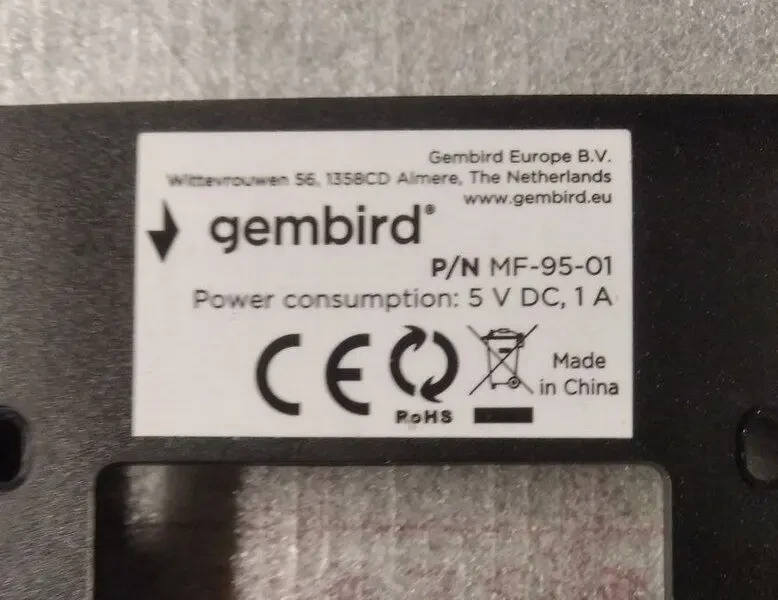 Gembird Europe B.V.
Wittevrouwen 56, 1358CD Almere, The Netherlands
www.gembird.eu
gembird®
P/N MF-95-01
Power consumption: 5 V DC, 1 A
CE
RoHS
Made
in China